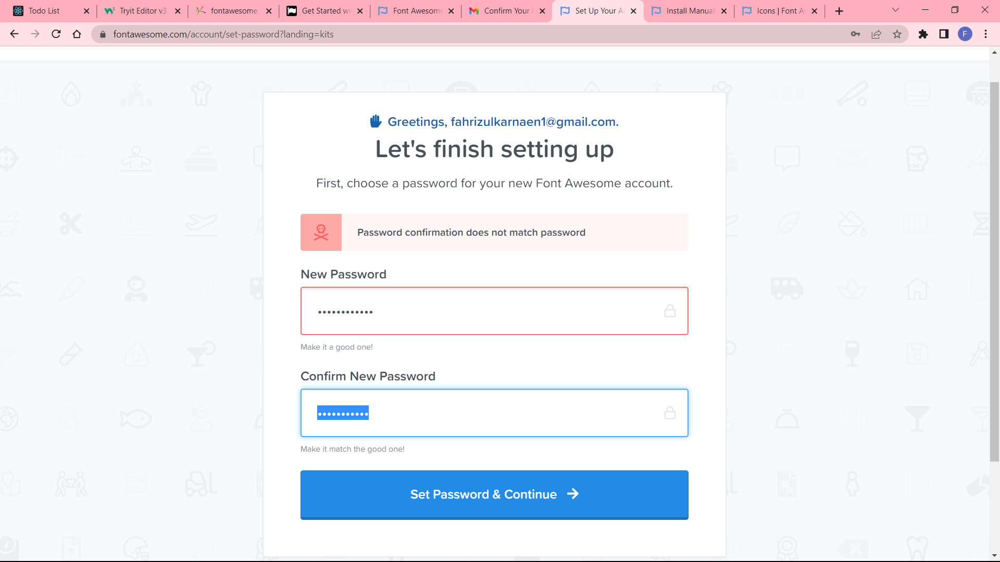 Todo List
Tryit Editor v3.
fontawesome
Get Started wi
Font Awesome
Confirm Your
Set Up Your A
Install Manua
Icons | Font A
fontawesome.com/account/set-password?landing=kits
F
Greetings, fahrizulkarnaen1@gmail.com.
Let's finish setting up
First, choose a password for your new Font Awesome account.
Password confirmation does not match password
New Password
••••••••••••
Make it a good one!
Confirm New Password
•••••••••••
Make it match the good one!
Set Password & Continue